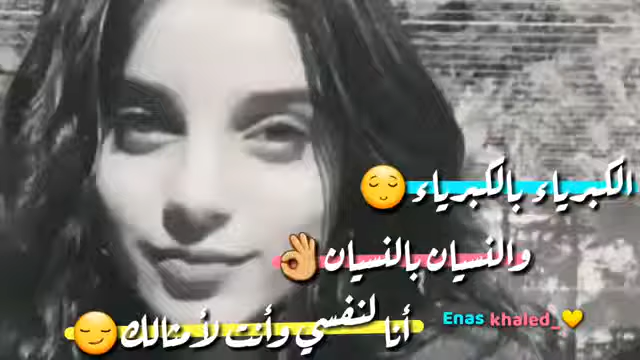 الكبرياء بالكبرياء 😌
والنسيان بالنسيان 👌
أنا لنفسي وأنت لأمثالك 😏
Enas khaled_💛